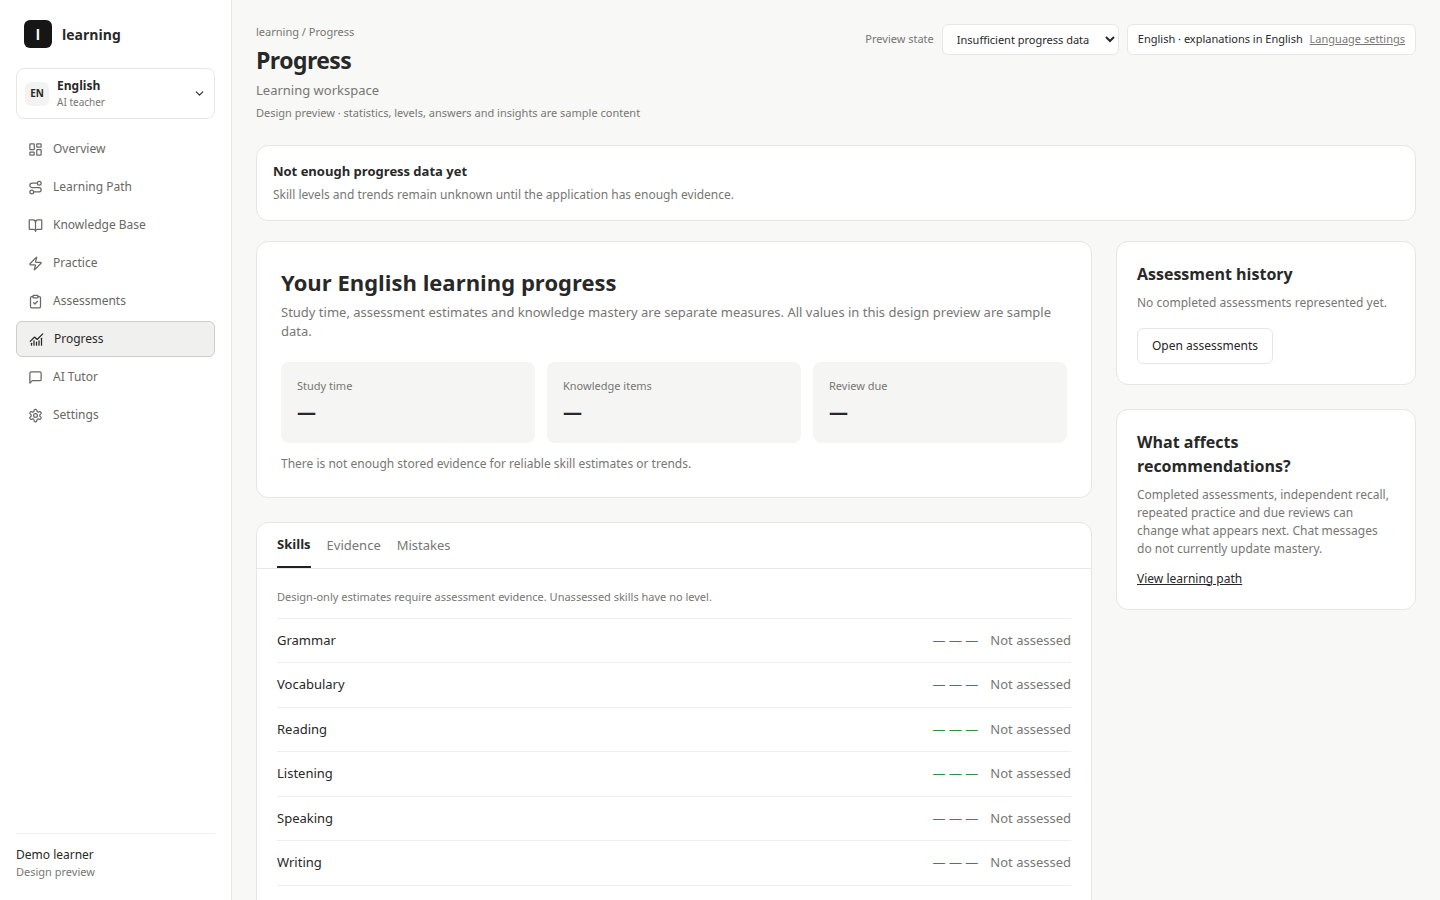 l learning
EN English
AI teacher
Overview
Learning Path
Knowledge Base
Practice
Assessments
Progress
AI Tutor
Settings
Demo learner
Design preview
learning / Progress
Progress
Learning workspace
Design preview · statistics, levels, answers and insights are sample content
Preview state Insufficient progress data English · explanations in English Language settings
Not enough progress data yet
Skill levels and trends remain unknown until the application has enough evidence.
Your English learning progress
Study time, assessment estimates and knowledge mastery are separate measures. All values in this design preview are sample
data.
Study time
—
Knowledge items
—
Review due
—
There is not enough stored evidence for reliable skill estimates or trends.
Skills Evidence Mistakes
Design-only estimates require assessment evidence. Unassessed skills have no level.
Grammar — — — Not assessed
Vocabulary — — — Not assessed
Reading — — — Not assessed
Listening — — — Not assessed
Speaking — — — Not assessed
Writing — — — Not assessed
Assessment history
No completed assessments represented yet.
Open assessments
What affects
recommendations?
Completed assessments, independent recall,
repeated practice and due reviews can
change what appears next. Chat messages
do not currently update mastery.
View learning path